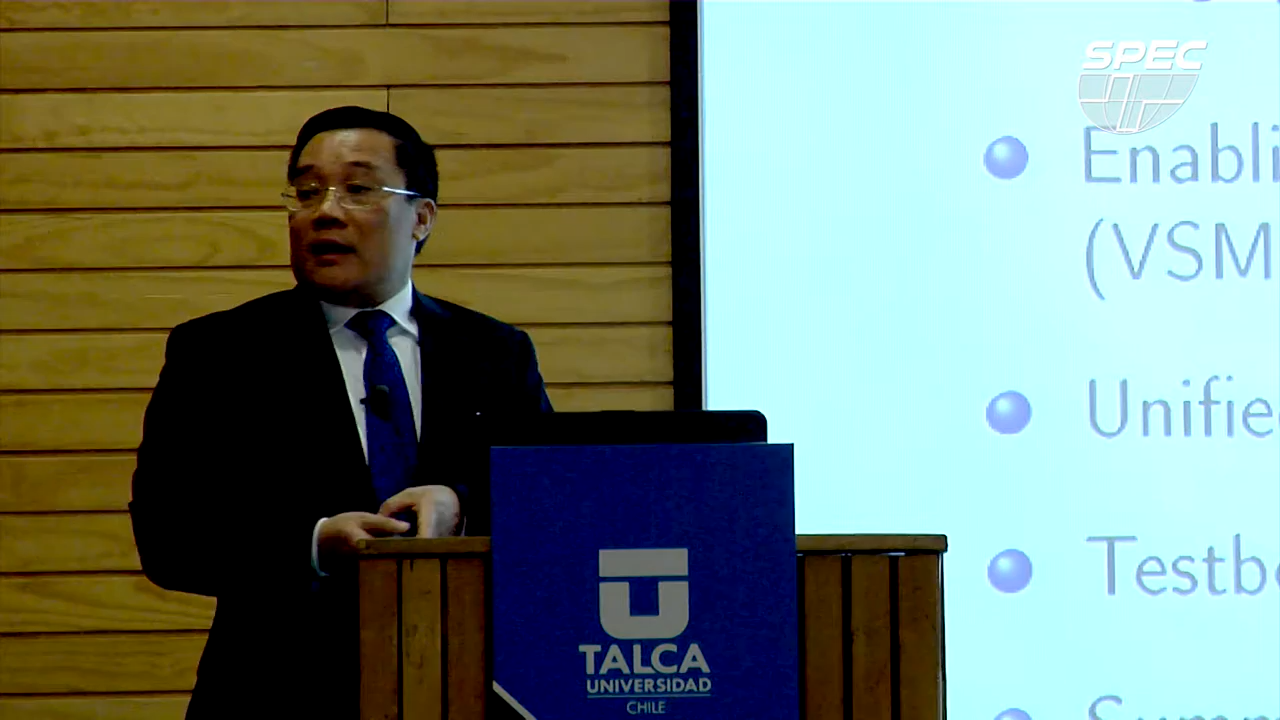 SPEC
Enabli
(VSM
Unifie
Testb
TALCA
UNIVERSIDAD
CHILE